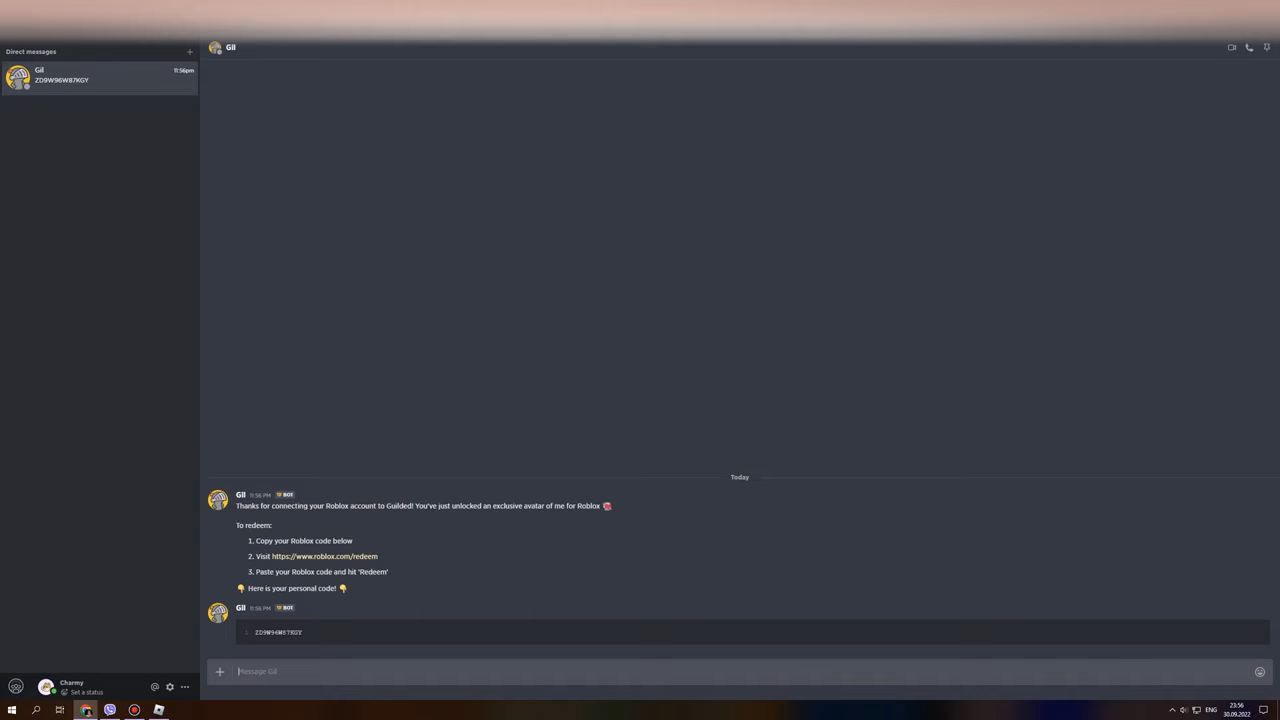 Direct messages
Gil
11:56pm
ZD9W96W87KGY
Gil
Today
Gil 11:56 PM BOT
Thanks for connecting your Roblox account to Guilded! You've just unlocked an exclusive avatar of me for Roblox
To redeem:
1. Copy your Roblox code below
2. Visit https://www.roblox.com/redeem
3. Paste your Roblox code and hit 'Redeem'
👇 Here is your personal code! 👇
Gil 11:56 PM BOT
1 ZD9W96W87KGY
Message Gil
Charmy
Set a status
ENG
23:56
30.09.2022